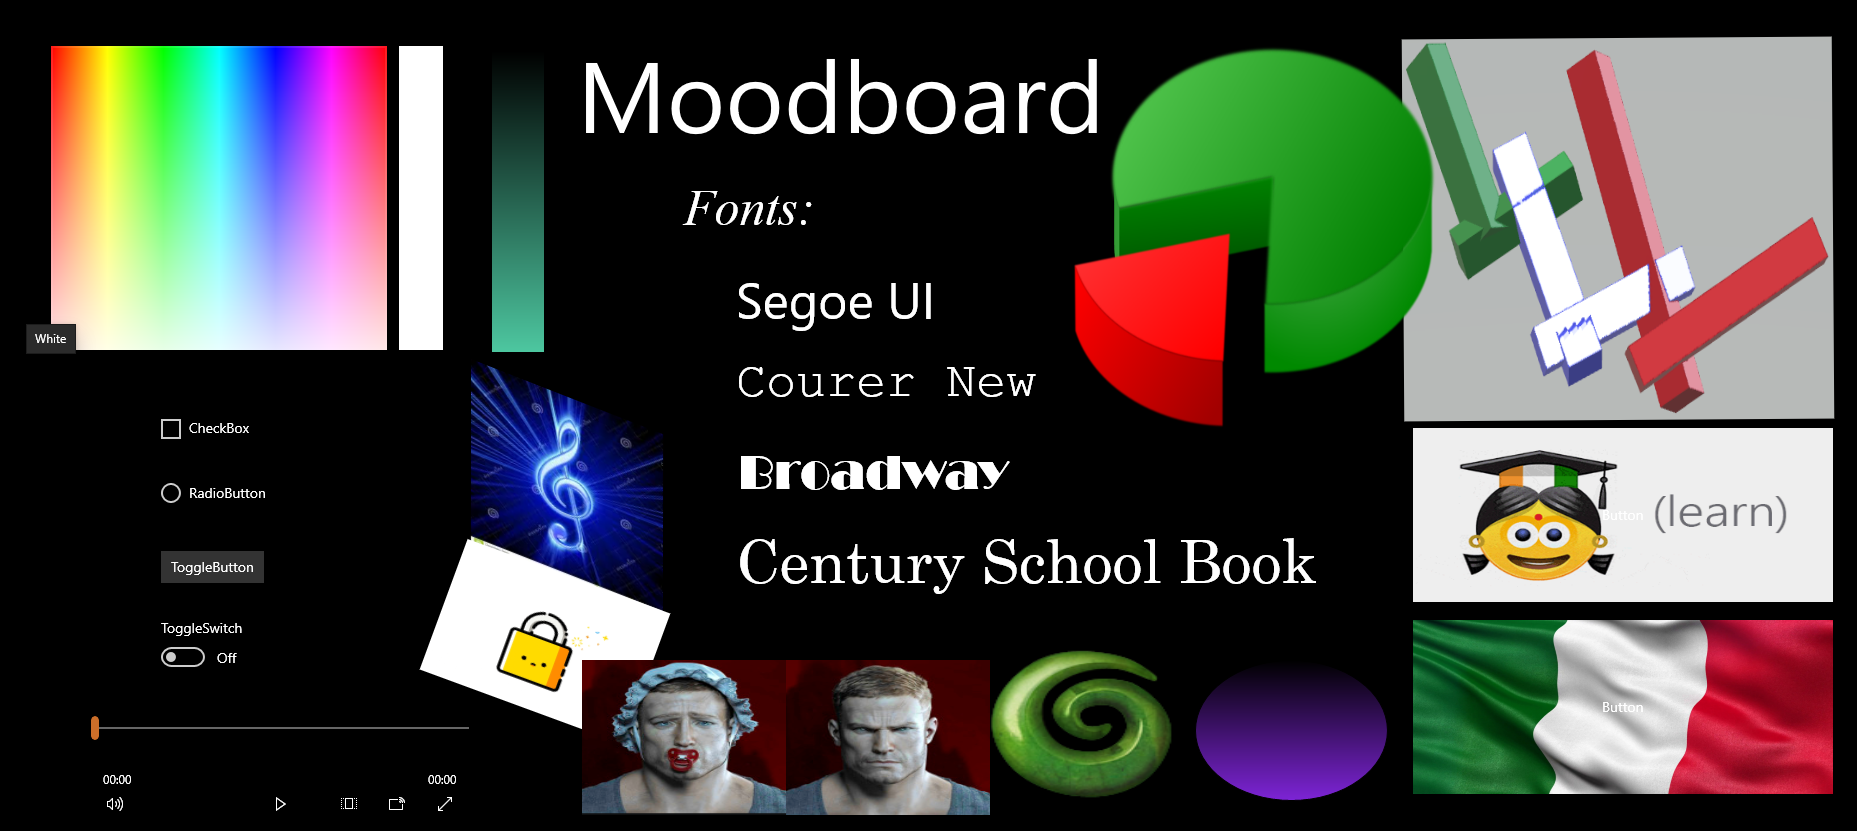 Moodboard
Fonts:
Segoe UI
Courer New
Broadway
Century School Book
White
CheckBox
RadioButton
ToggleButton
ToggleSwitch
Off
00:00
00:00
Button
(learn)
Button